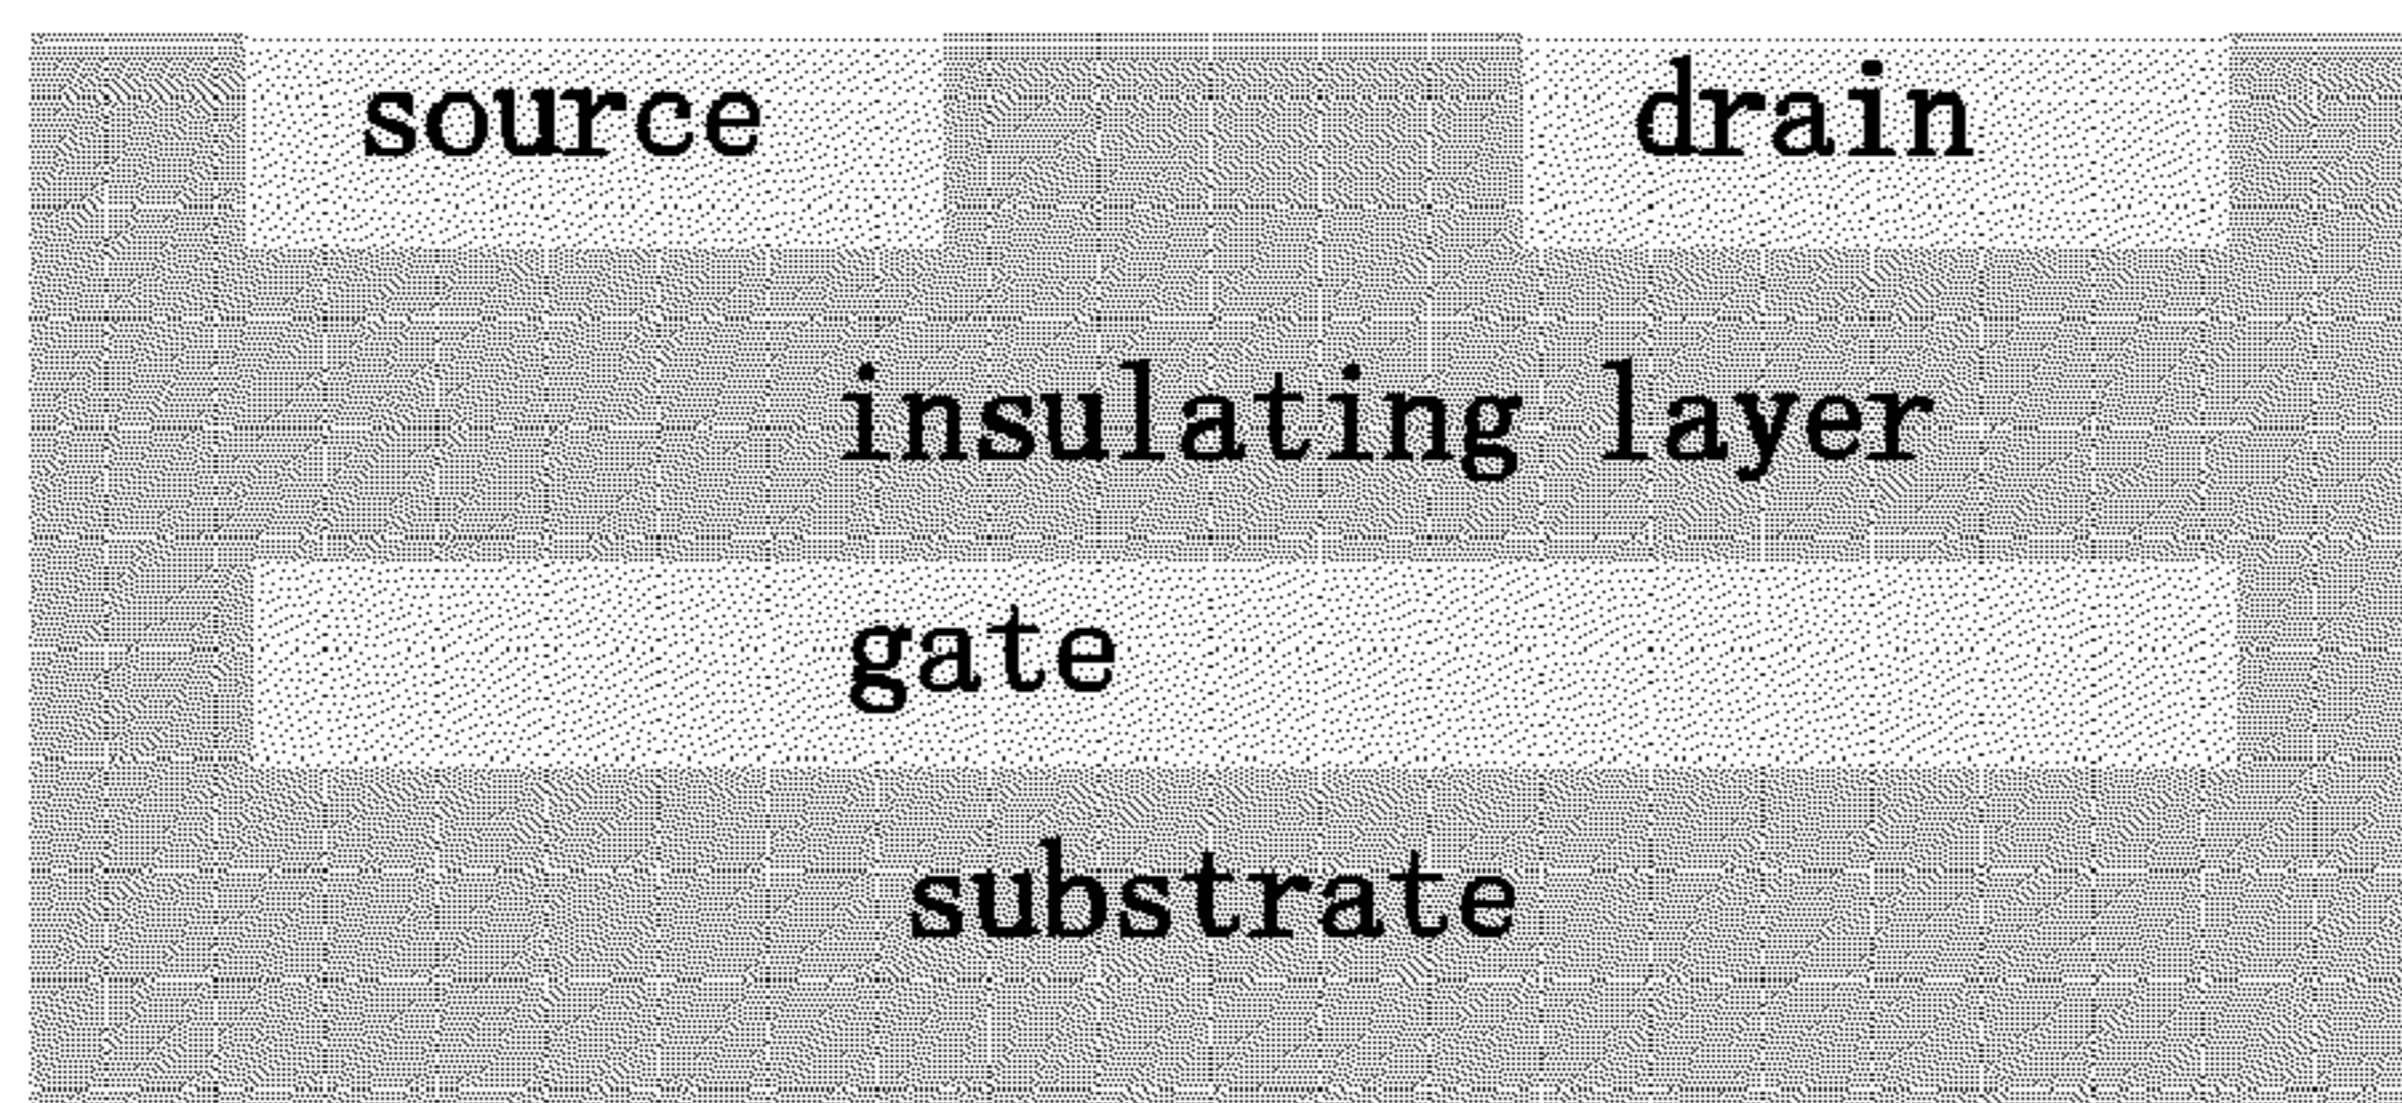 source drain
insulating layer
gate
substrate